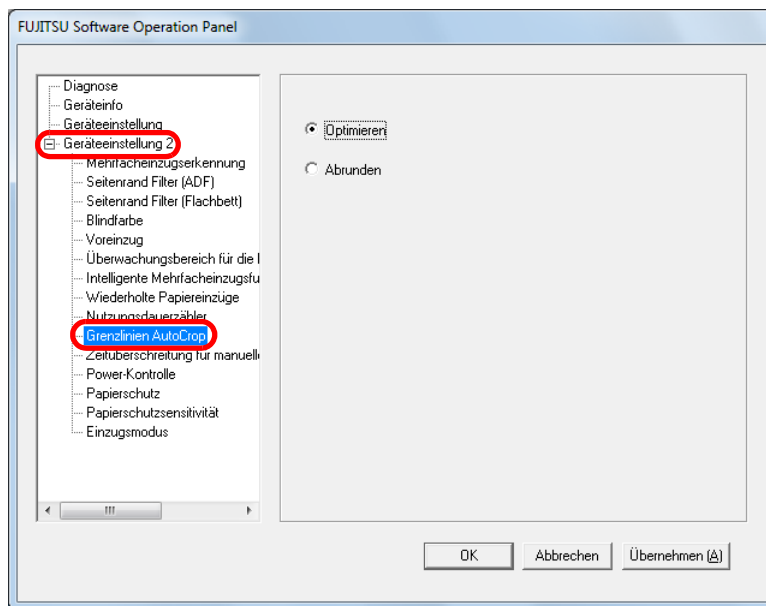 FUJITSU Software Operation Panel
Diagnose
Geräteinfo
Geräteeinstellung
Geräteeinstellung 2
Mehrfacheinzugserkennung
Seitenrand Filter (ADF)
Seitenrand Filter (Flachbett)
Blindfarbe
Voreinzug
Überwachungsbereich für die I
Intelligente Mehrfacheinzugsfu
Wiederholte Papiereinzüge
Nutzungsdauerzähler
Grenzlinien AutoCrop
Zeitüberschreitung für manuell
Power-Kontrolle
Papierschutz
Papierschutzsensitivität
Einzugsmodus
Optimieren
Abrunden
OK
Abbrechen
Übernehmen (A)